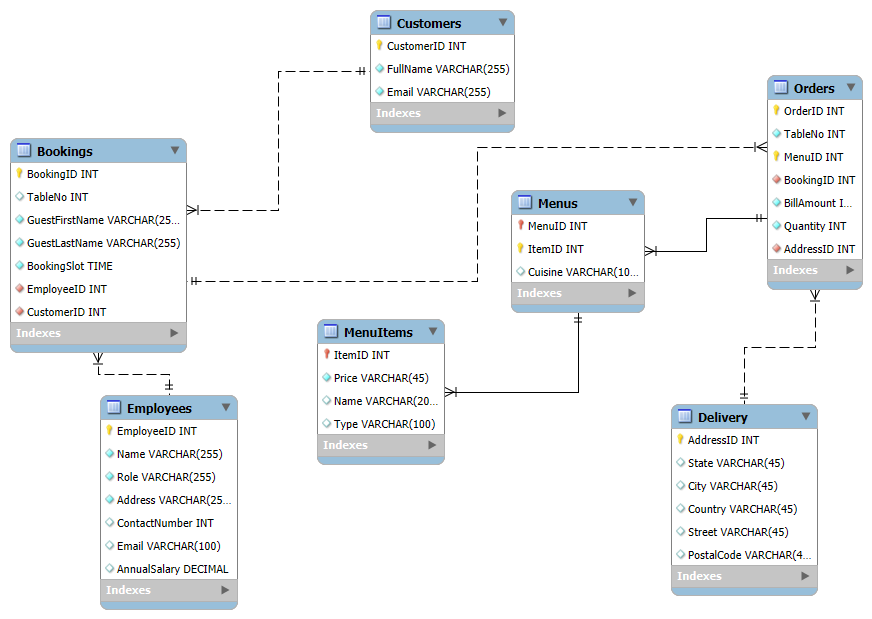 Customers
CustomerID INT
FullName VARCHAR(255)
Email VARCHAR(255)
Indexes
Orders
OrderID INT
TableNo INT
MenuID INT
BookingID INT
BillAmount I...
Quantity INT
AddressID INT
Indexes
Bookings
BookingID INT
TableNo INT
GuestFirstName VARCHAR(25...
GuestLastName VARCHAR(255)
BookingSlot TIME
EmployeeID INT
CustomerID INT
Indexes
Menus
MenuID INT
ItemID INT
Cuisine VARCHAR(10...
Indexes
MenuItems
ItemID INT
Price VARCHAR(45)
Name VARCHAR(20...
Type VARCHAR(100)
Indexes
Employees
EmployeeID INT
Name VARCHAR(255)
Role VARCHAR(255)
Address VARCHAR(25...
ContactNumber INT
Email VARCHAR(100)
AnnualSalary DECIMAL
Indexes
Delivery
AddressID INT
State VARCHAR(45)
City VARCHAR(45)
Country VARCHAR(45)
Street VARCHAR(45)
PostalCode VARCHAR(4...
Indexes